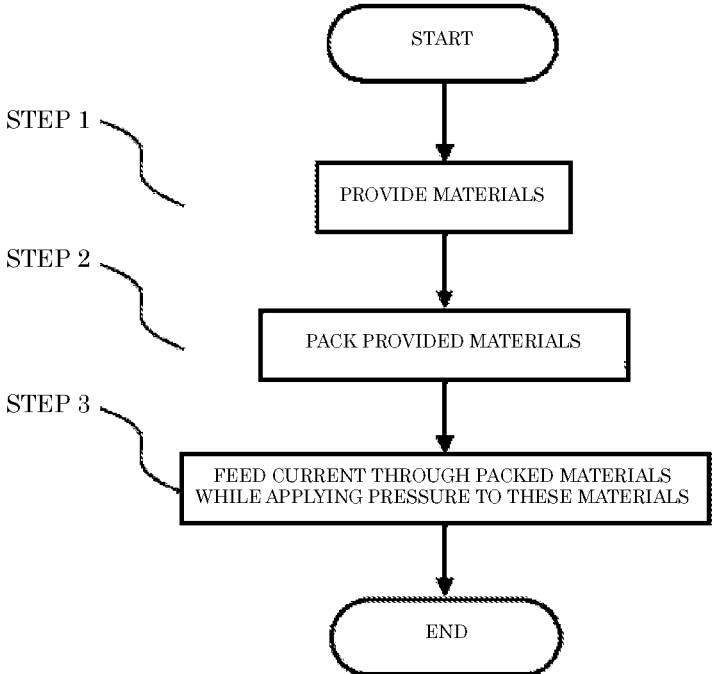 START
STEP 1
PROVIDE MATERIALS
STEP 2
PACK PROVIDED MATERIALS
STEP 3
FEED CURRENT THROUGH PACKED MATERIALS
WHILE APPLYING PRESSURE TO THESE MATERIALS
END